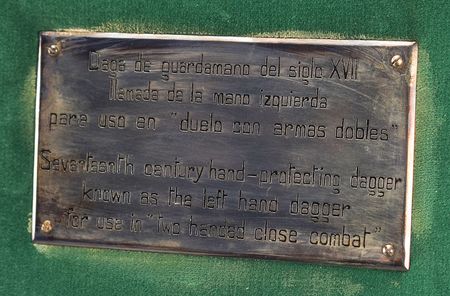 Daga de guardamano del siglo XVII
llamada de la mano izquierda
para uso en "duelo con armas dobles"
Seventeenth century hand-protecting dagger
known as the left hand dagger
for use in "two handed close combat"